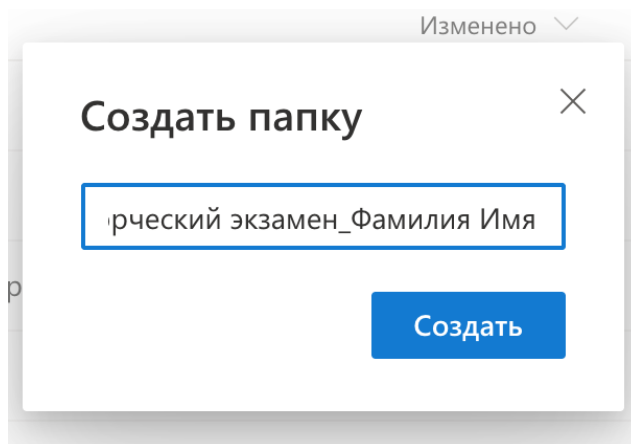 Изменено
Создать папку
рческий экзамен_Фамилия Имя
Создать